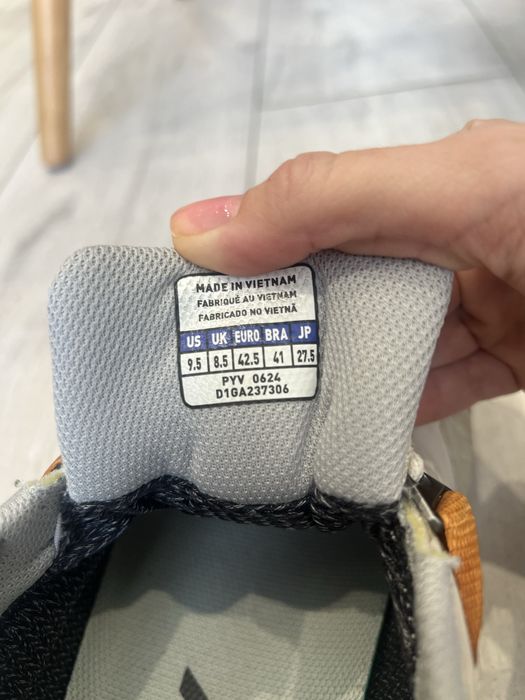 MADE IN VIETNAM
FABRIQUÉ AU VIETNAM
FABRICADO NO VIETNÃ
US UK EURO BRA JP
9.5 8.5 42.5 41 27.5
PYV 0624
D1GA237306